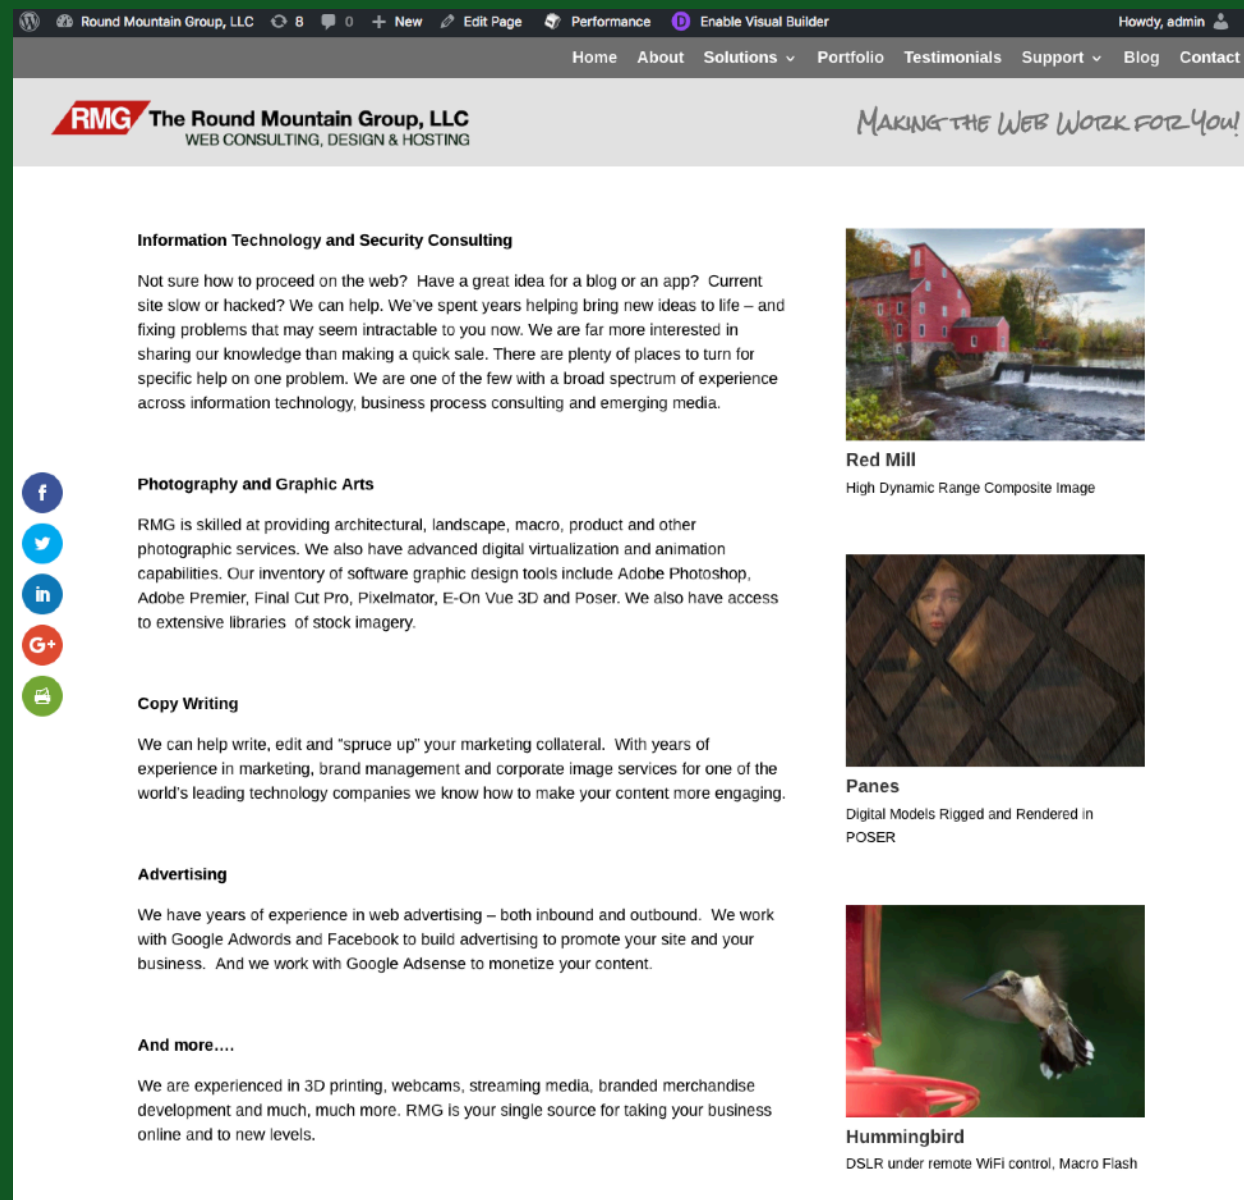 Round Mountain Group, LLC 8 0 New Edit Page Performance D Enable Visual Builder Howdy, admin
Home About Solutions Portfolio Testimonials Support Blog Contact
RMG The Round Mountain Group, LLC
WEB CONSULTING, DESIGN & HOSTING
Making the Web Work for You!
Information Technology and Security Consulting
Not sure how to proceed on the web?  Have a great idea for a blog or an app?  Current
site slow or hacked? We can help. We've spent years helping bring new ideas to life – and
fixing problems that may seem intractable to you now. We are far more interested in
sharing our knowledge than making a quick sale. There are plenty of places to turn for
specific help on one problem. We are one of the few with a broad spectrum of experience
across information technology, business process consulting and emerging media.
Photography and Graphic Arts
RMG is skilled at providing architectural, landscape, macro, product and other
photographic services. We also have advanced digital virtualization and animation
capabilities. Our inventory of software graphic design tools include Adobe Photoshop,
Adobe Premier, Final Cut Pro, Pixelmator, E-On Vue 3D and Poser. We also have access
to extensive libraries  of stock imagery.
Copy Writing
We can help write, edit and “spruce up” your marketing collateral.  With years of
experience in marketing, brand management and corporate image services for one of the
world's leading technology companies we know how to make your content more engaging.
Advertising
We have years of experience in web advertising – both inbound and outbound.  We work
with Google Adwords and Facebook to build advertising to promote your site and your
business.  And we work with Google Adsense to monetize your content.
And more….
We are experienced in 3D printing, webcams, streaming media, branded merchandise
development and much, much more. RMG is your single source for taking your business
online and to new levels.
Red Mill
High Dynamic Range Composite Image
Panes
Digital Models Rigged and Rendered in
POSER
Hummingbird
DSLR under remote WiFi control, Macro Flash
f
in
G+